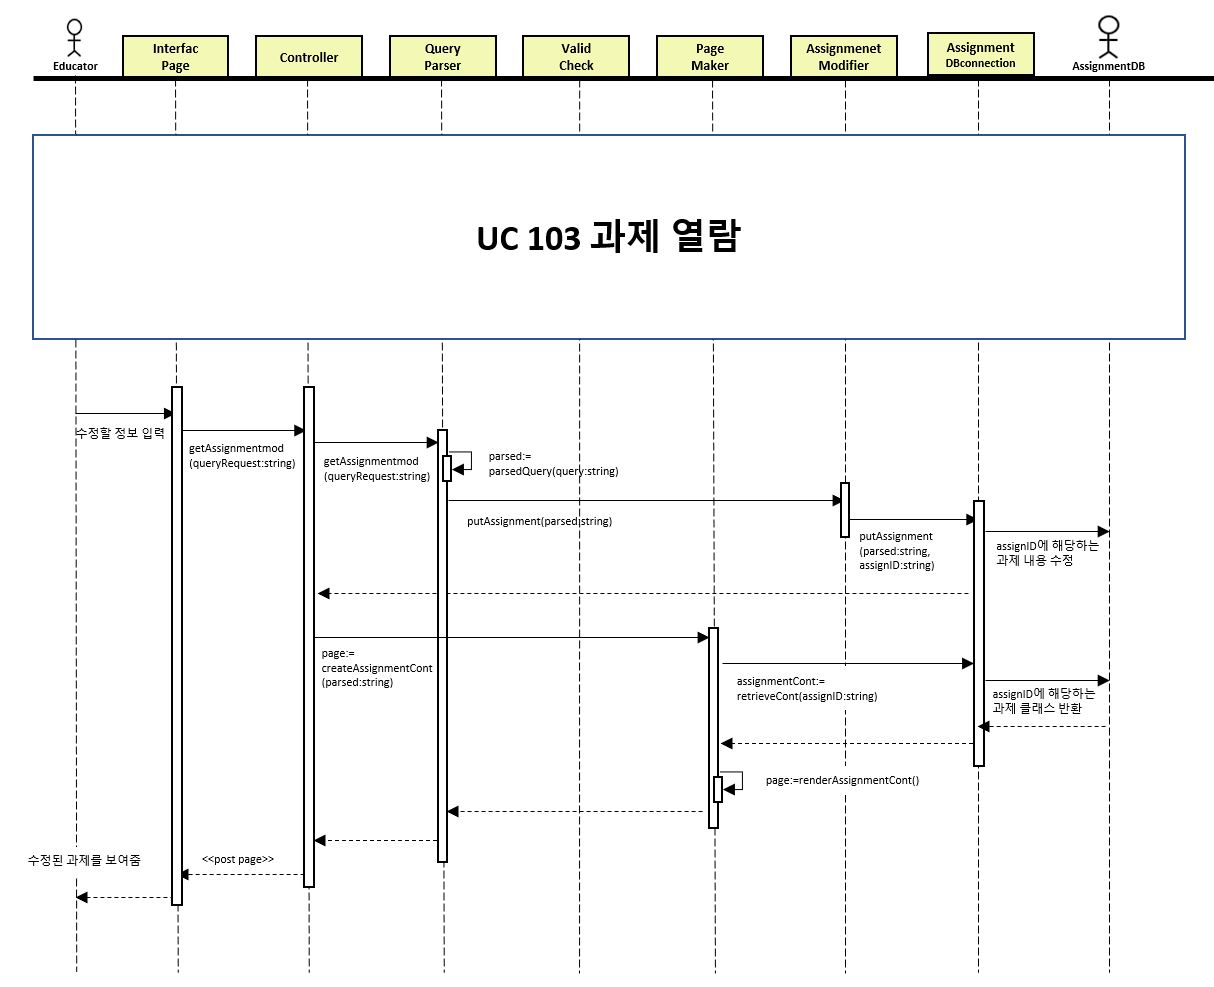 Educator
Interfac
Page
Controller
Query
Parser
Valid
Check
Page
Maker
Assignmenet
Modifier
Assignment
DBconnection
AssignmentDB
UC 103 과제 열람
수정할 정보 입력
getAssignmentmod
(queryRequest:string)
getAssignmentmod
(queryRequest:string)
parsed:=
parsedQuery(query:string)
putAssignment(parsed:string)
putAssignment
(parsed:string,
assignID:string)
assignID에 해당하는
과제 내용 수정
page:=
createAssignmentCont
(parsed:string)
assignmentCont:=
retrieveCont(assignID:string)
assignID에 해당하는
과제 클래스 반환
page:=renderAssignmentCont()
수정된 과제를 보여줌
<<post page>>